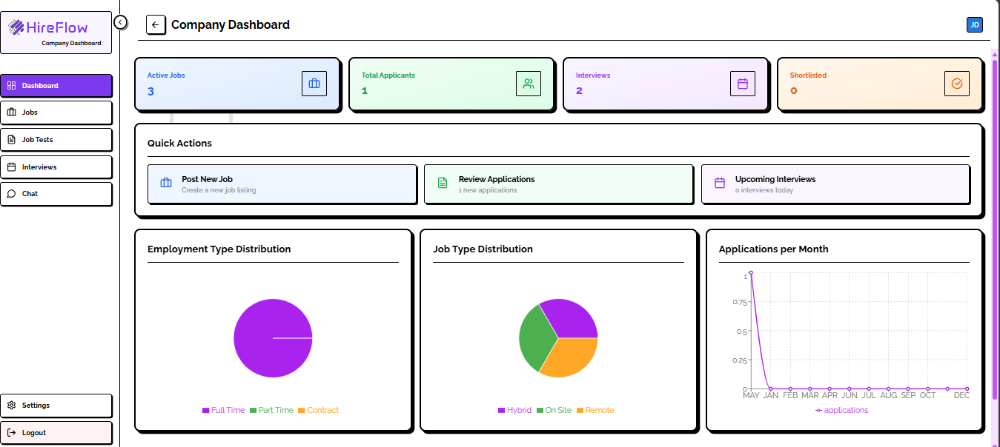 HireFlow
Company Dashboard
Dashboard
Jobs
Job Tests
Interviews
Chat
Settings
Logout
Company Dashboard
JD
Active Jobs
3
Total Applicants
1
Interviews
2
Shortlisted
0
Quick Actions
Post New Job
Create a new job listing
Review Applications
1 new applications
Upcoming Interviews
0 interviews today
Employment Type Distribution
Full Time Part Time Contract
Job Type Distribution
Hybrid On Site Remote
Applications per Month
1
0.75
0.5
0.25
0
MAY JAN FEB MAR APR JUN JUL AUG SEP OCT DEC
applications